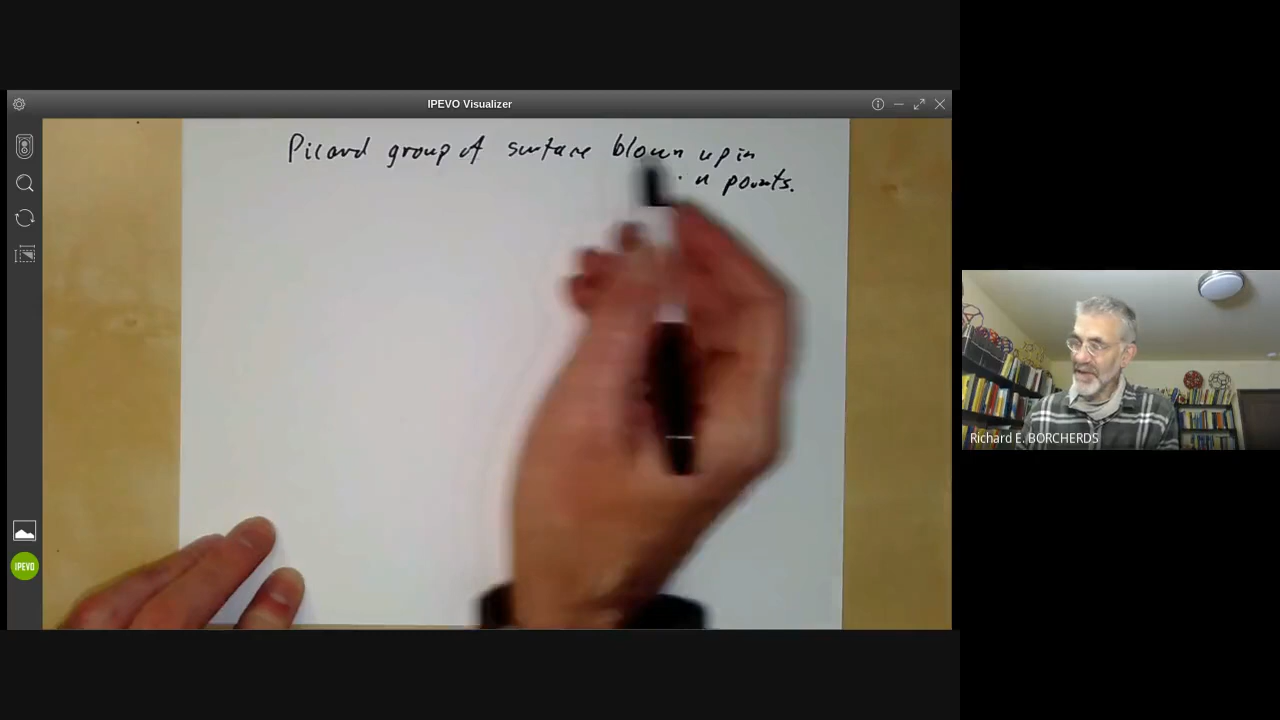 IPEVO Visualizer
Picard group of surface blown up in
n points.
IPEVO
Richard E. BORCHERDS